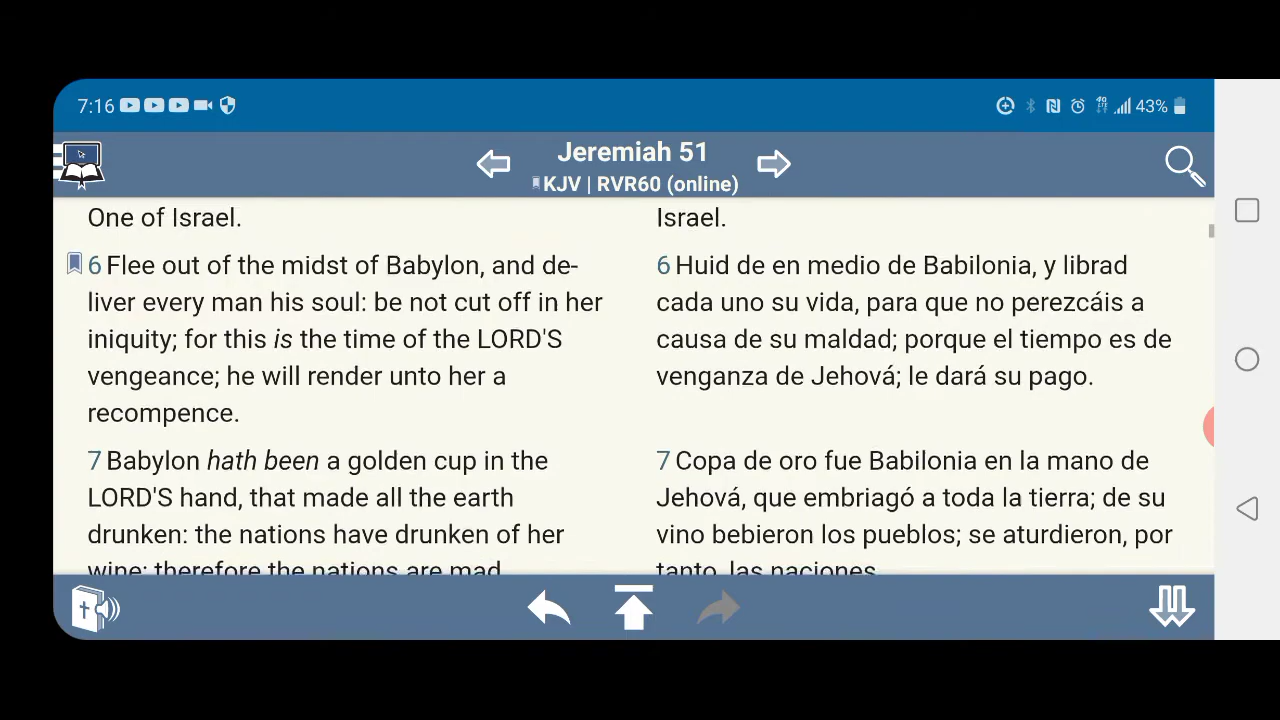 7:16
43%
Jeremiah 51
KJV | RVR60 (online)
One of Israel.
6 Flee out of the midst of Babylon, and de-
liver every man his soul: be not cut off in her
iniquity; for this is the time of the LORD'S
vengeance; he will render unto her a
recompence.
7 Babylon hath been a golden cup in the
LORD'S hand, that made all the earth
drunken: the nations have drunken of her
wine; therefore the nations are mad.
Israel.
6 Huid de en medio de Babilonia, y librad
cada uno su vida, para que no perezcáis a
causa de su maldad; porque el tiempo es de
venganza de Jehová; le dará su pago.
7 Copa de oro fue Babilonia en la mano de
Jehová, que embriagó a toda la tierra; de su
vino bebieron los pueblos; se aturdieron, por
tanto, las naciones.